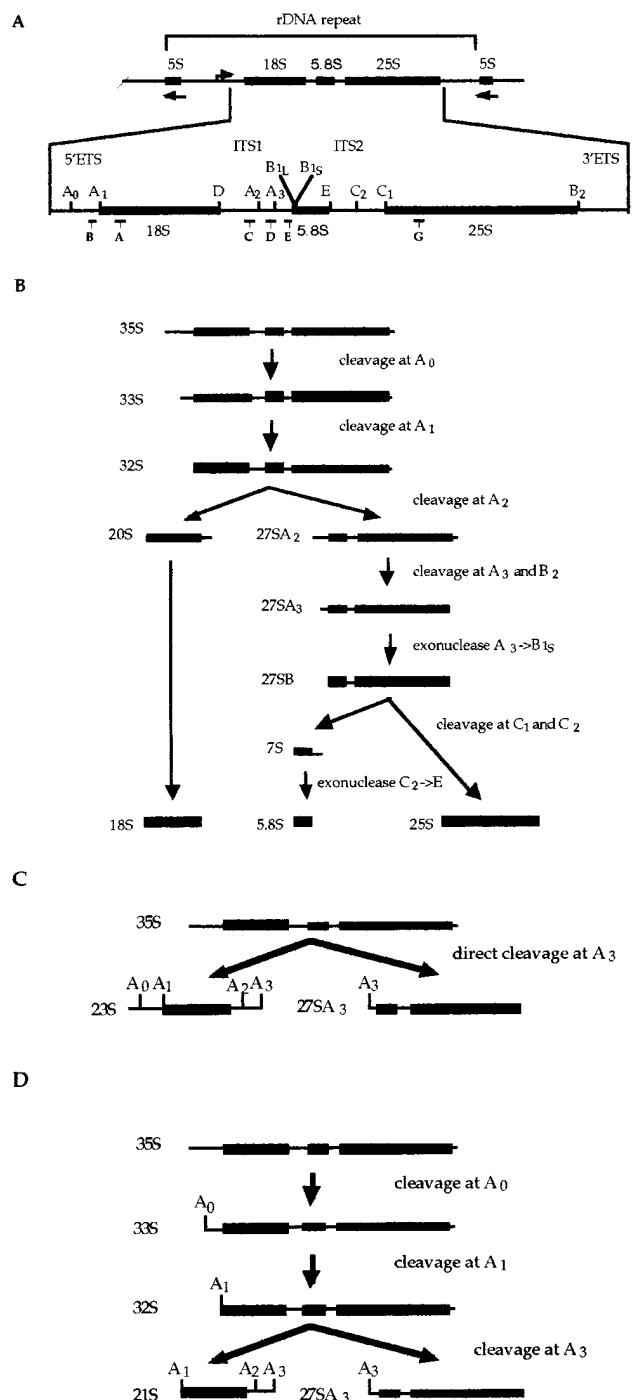 A
rDNA repeat
5S 18S 5.8S 25S 5S
5'ETS ITS1 ITS2 3'ETS
B1L B1S
A0 A1 D A2 A3 E C2 C1 B2
B A 18S C D E 5.8S G 25S
B
35S
cleavage at A0
33S
cleavage at A1
32S
cleavage at A2
20S 27SA2
cleavage at A3 and B2
27SA3
exonuclease A3->B1S
27SB
cleavage at C1 and C2
7S
exonuclease C2->E
18S 5.8S 25S
C
35S
direct cleavage at A3
A0 A1 A2 A3 A3
23S 27SA3
D
35S
cleavage at A0
A0
33S
cleavage at A1
A1
32S
cleavage at A3
A1 A2 A3 A3
21S 27SA3